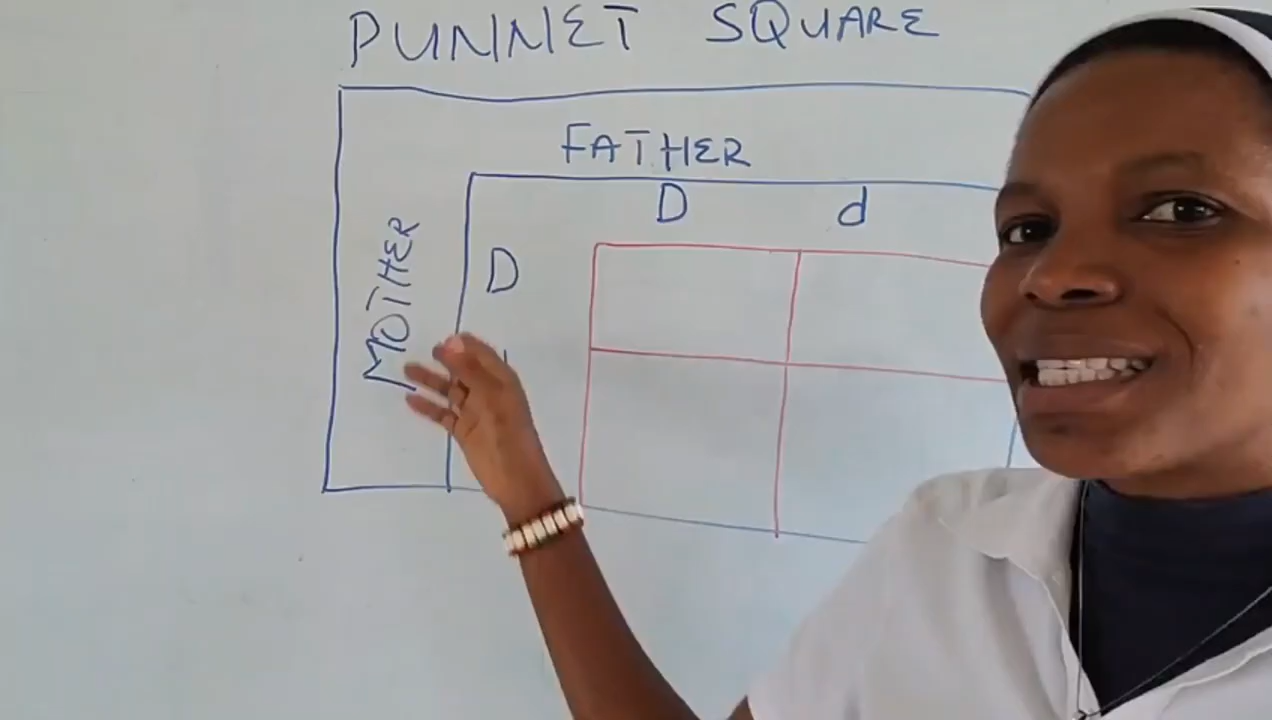 PUNNET SQUARE
FATHER
D d
MOTHER
D